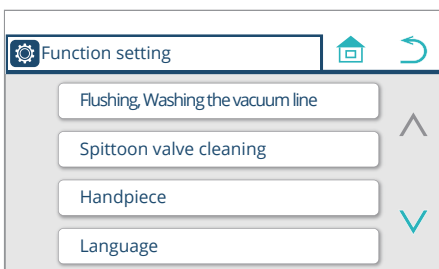 Function setting
Flushing, Washing the vacuum line
Spittoon valve cleaning
Handpiece
Language